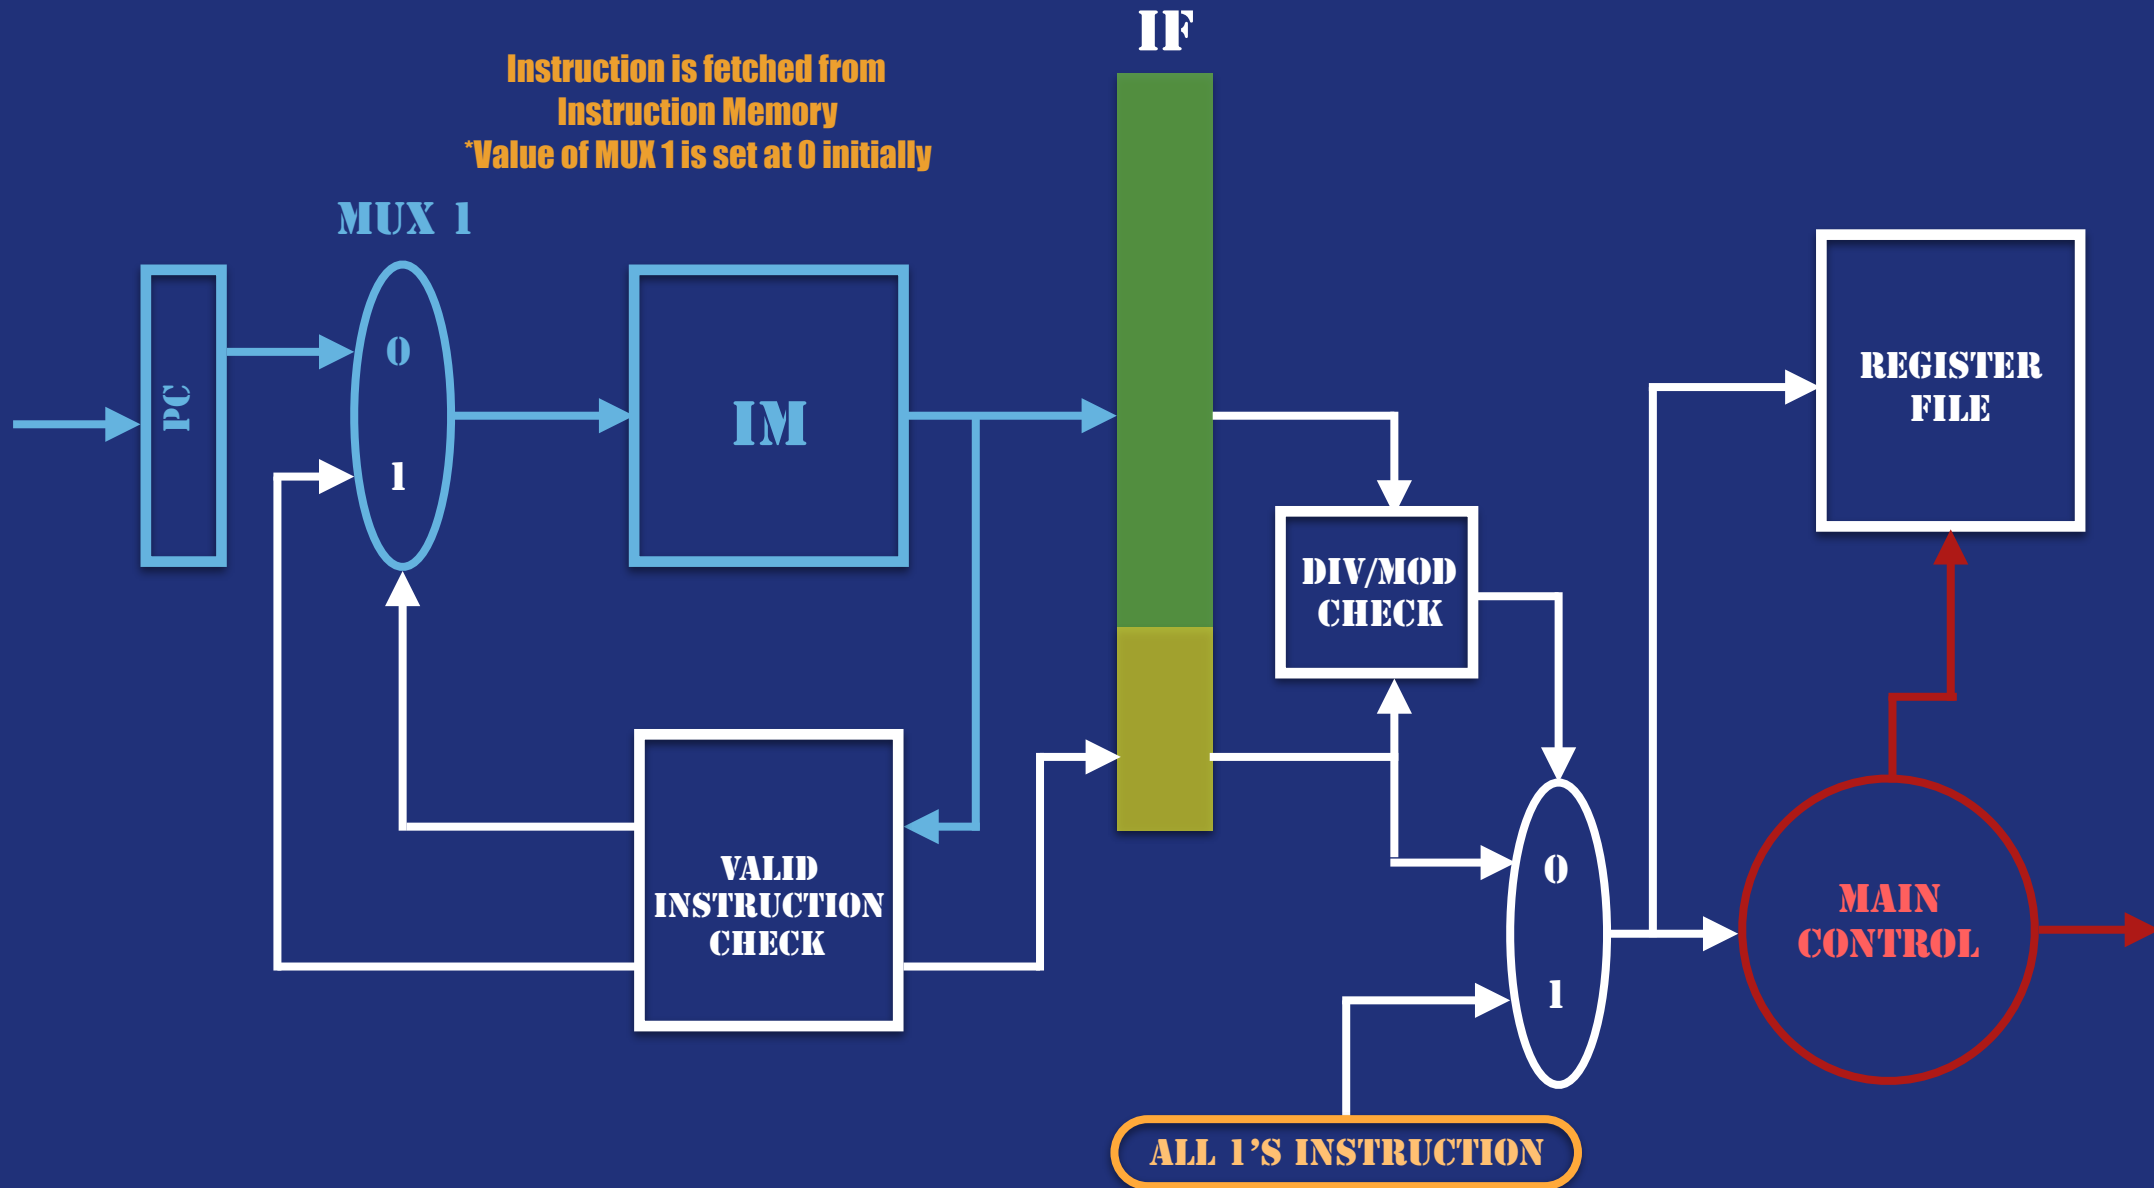 IF
Instruction is fetched from
Instruction Memory
*Value of MUX 1 is set at 0 initially
MUX 1
PC
0
1
IM
REGISTER
FILE
DIV/MOD
CHECK
VALID
INSTRUCTION
CHECK
0
1
MAIN
CONTROL
ALL 1’S INSTRUCTION